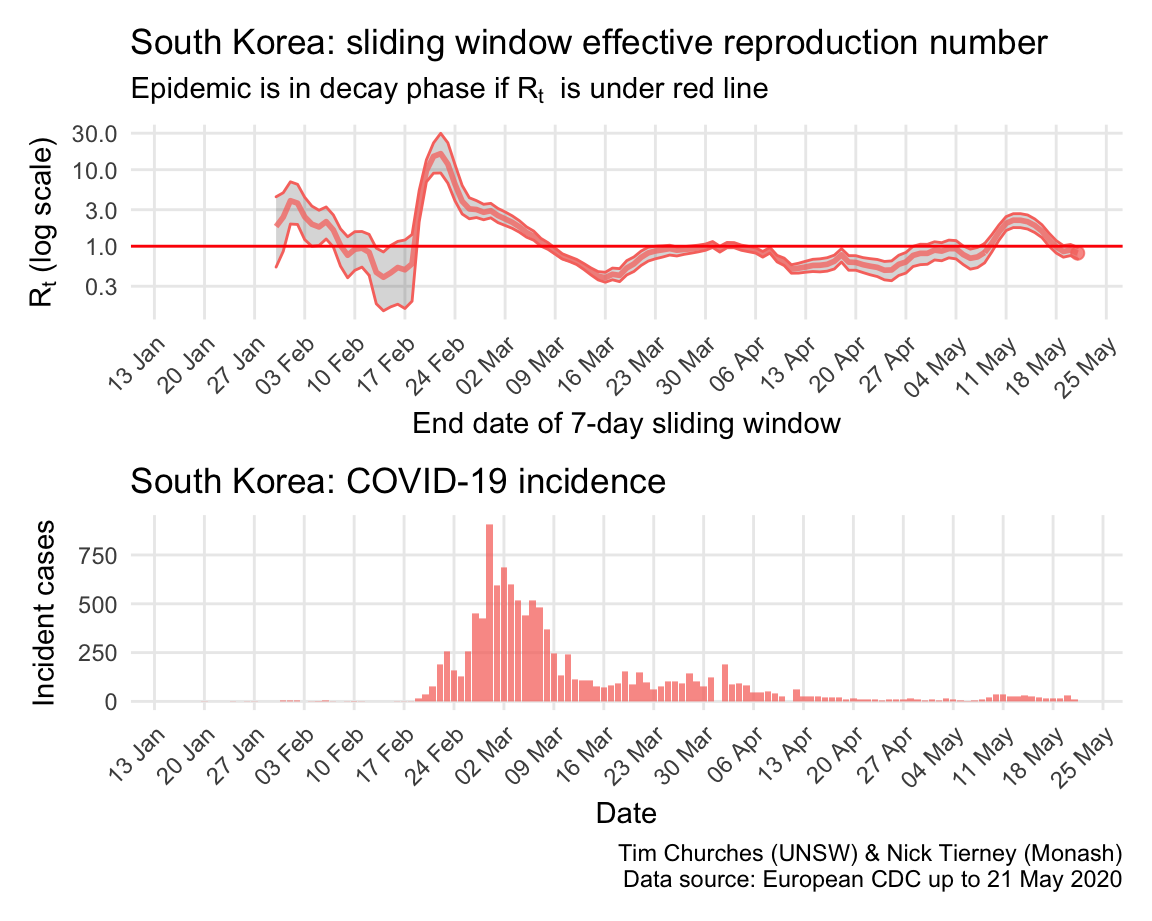 South Korea: sliding window effective reproduction number
Epidemic is in decay phase if Rt is under red line
30.0
10.0
3.0
1.0
0.3
Rt (log scale)
13 Jan
20 Jan
27 Jan
03 Feb
10 Feb
17 Feb
24 Feb
02 Mar
09 Mar
16 Mar
23 Mar
30 Mar
06 Apr
13 Apr
20 Apr
27 Apr
04 May
11 May
18 May
25 May
End date of 7-day sliding window
South Korea: COVID-19 incidence
Incident cases
750
500
250
0
13 Jan
20 Jan
27 Jan
03 Feb
10 Feb
17 Feb
24 Feb
02 Mar
09 Mar
16 Mar
23 Mar
30 Mar
06 Apr
13 Apr
20 Apr
27 Apr
04 May
11 May
18 May
25 May
Date
Tim Churches (UNSW) & Nick Tierney (Monash)
Data source: European CDC up to 21 May 2020